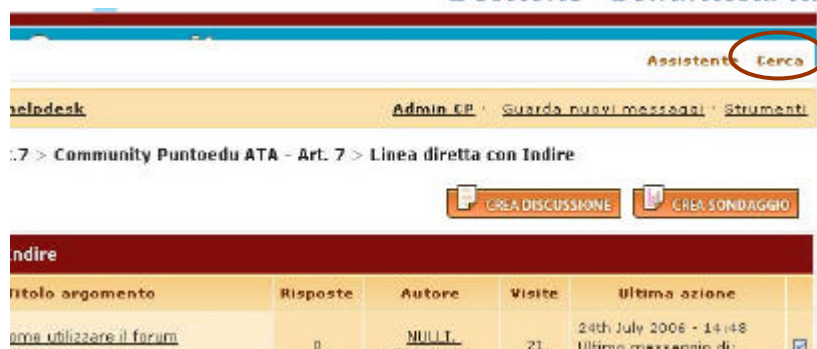 Assistente Cerca
helpdesk Admin CP · Guarda nuovi messaggi · Strumenti
.7 > Community Puntoedu ATA - Art. 7 > Linea diretta con Indire
CREA DISCUSSIONE CREA SONDAGGIO
Indire
Titolo argomento Risposte Autore Visite Ultima azione
ome utilizzare il forum 0 NULLT. 21 24th July 2006 - 14:48
Ultimo messaggio di: